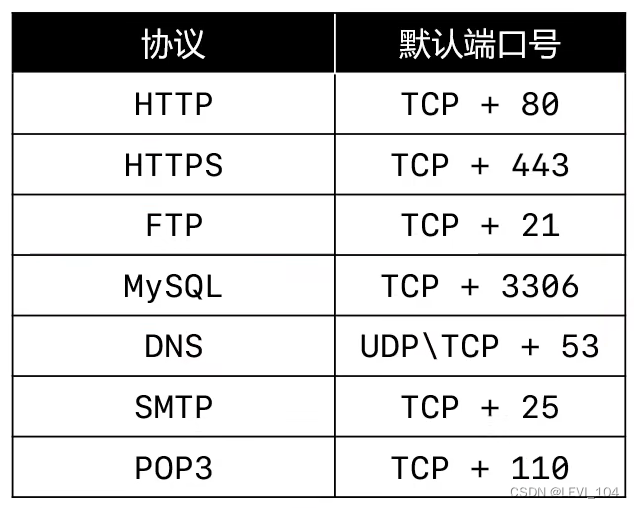 协议 默认端口号
HTTP TCP + 80
HTTPS TCP + 443
FTP TCP + 21
MySQL TCP + 3306
DNS UDP\TCP + 53
SMTP TCP + 25
POP3 TCP + 110
CSDN @LEVI_104